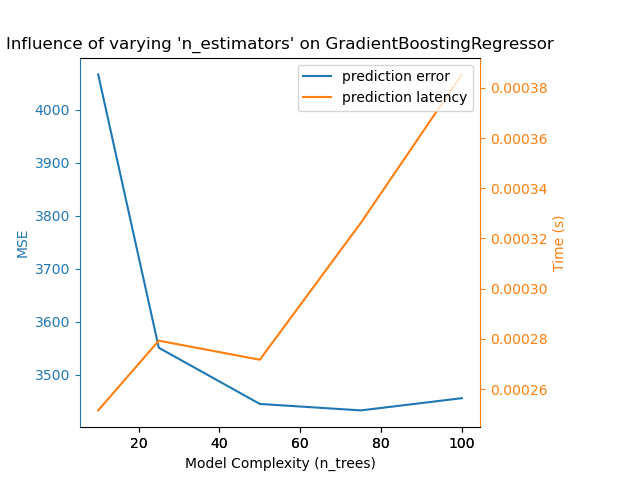 Influence of varying 'n_estimators' on GradientBoostingRegressor
prediction error
prediction latency
4000
3900
3800
3700
3600
3500
MSE
0.00038
0.00036
0.00034
0.00032
0.00030
0.00028
0.00026
Time (s)
20 40 60 80 100
Model Complexity (n_trees)